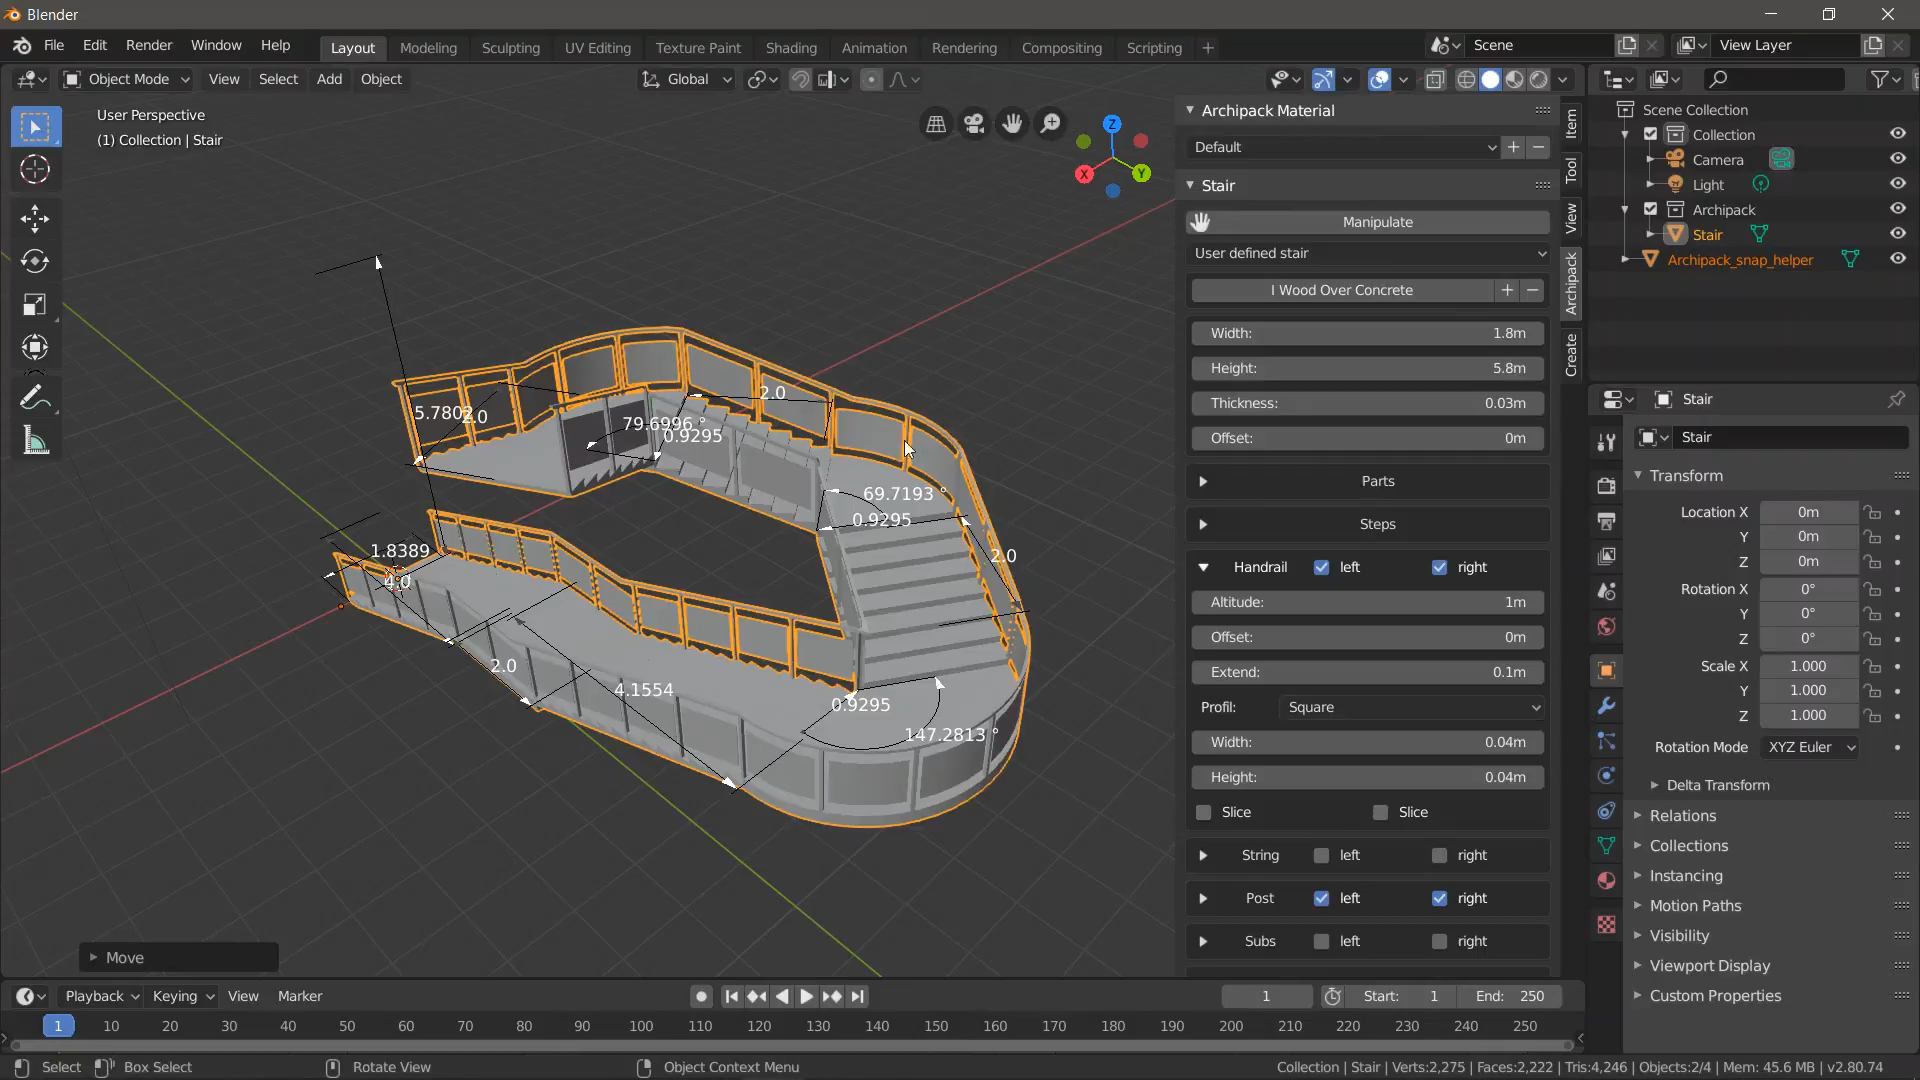 Blender
File Edit Render Window Help
Layout Modeling Sculpting UV Editing Texture Paint Shading Animation Rendering Compositing Scripting +
Scene
View Layer
Object Mode View Select Add Object
Global
User Perspective
(1) Collection | Stair
Z
X
Y
5.7802
2.0
79.6996 °
0.9295
2.0
69.7193 °
0.9295
2.0
1.8389
4.0
2.0
4.1554
0.9295
147.2813 °
Move
Archipack Material
Default
Stair
Manipulate
User defined stair
I Wood Over Concrete
Width: 1.8m
Height: 5.8m
Thickness: 0.03m
Offset: 0m
Parts
Steps
Handrail left right
Altitude: 1m
Offset: 0m
Extend: 0.1m
Profil: Square
Width: 0.04m
Height: 0.04m
Slice Slice
String left right
Post left right
Subs left right
Item
Tool
View
Archipack
Create
Scene Collection
Collection
Camera
Light
Archipack
Stair
Archipack_snap_helper
Stair
Stair
Transform
Location X 0m
Y 0m
Z 0m
Rotation X 0°
Y 0°
Z 0°
Scale X 1.000
Y 1.000
Z 1.000
Rotation Mode XYZ Euler
Delta Transform
Relations
Collections
Instancing
Motion Paths
Visibility
Viewport Display
Custom Properties
Playback Keying View Marker
1 Start: 1 End: 250
1 10 20 30 40 50 60 70 80 90 100 110 120 130 140 150 160 170 180 190 200 210 220 230 240 250
Select Box Select Rotate View Object Context Menu
Collection | Stair | Verts:2,275 | Faces:2,222 | Tris:4,246 | Objects:2/4 | Mem: 45.6 MB | v2.80.74